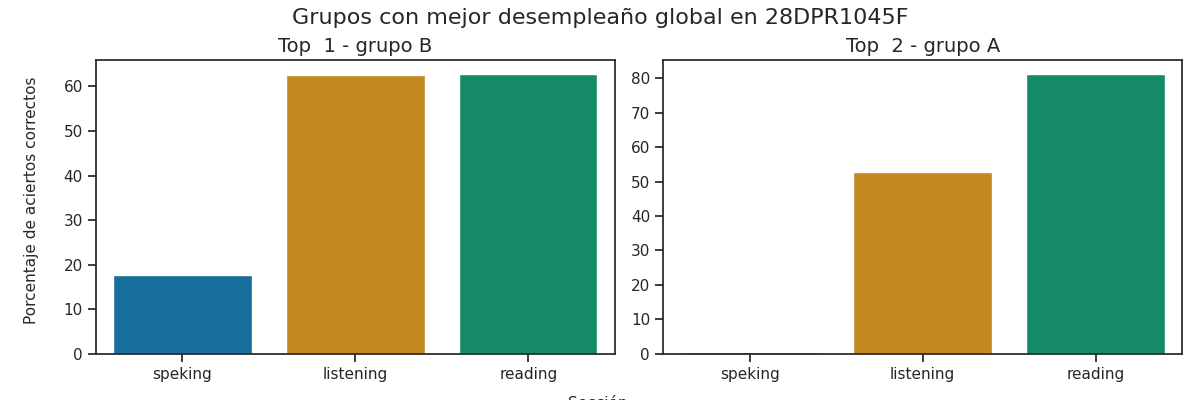 Grupos con mejor desempleaño global en 28DPR1045F
Top 1 - grupo B
Top 2 - grupo A
Porcentaje de aciertos correctos
60
50
40
30
20
10
0
speking
listening
reading
80
70
60
50
40
30
20
10
0
speking
listening
reading
Sección